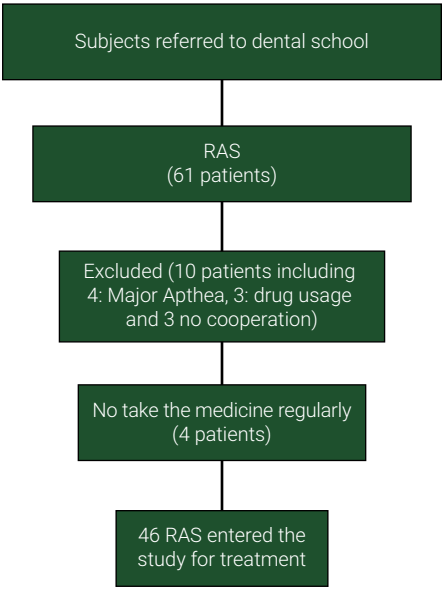 Subjects referred to dental school
RAS
(61 patients)
Excluded (10 patients including
4: Major Apthea, 3: drug usage
and 3 no cooperation)
No take the medicine regularly
(4 patients)
46 RAS entered the
study for treatment